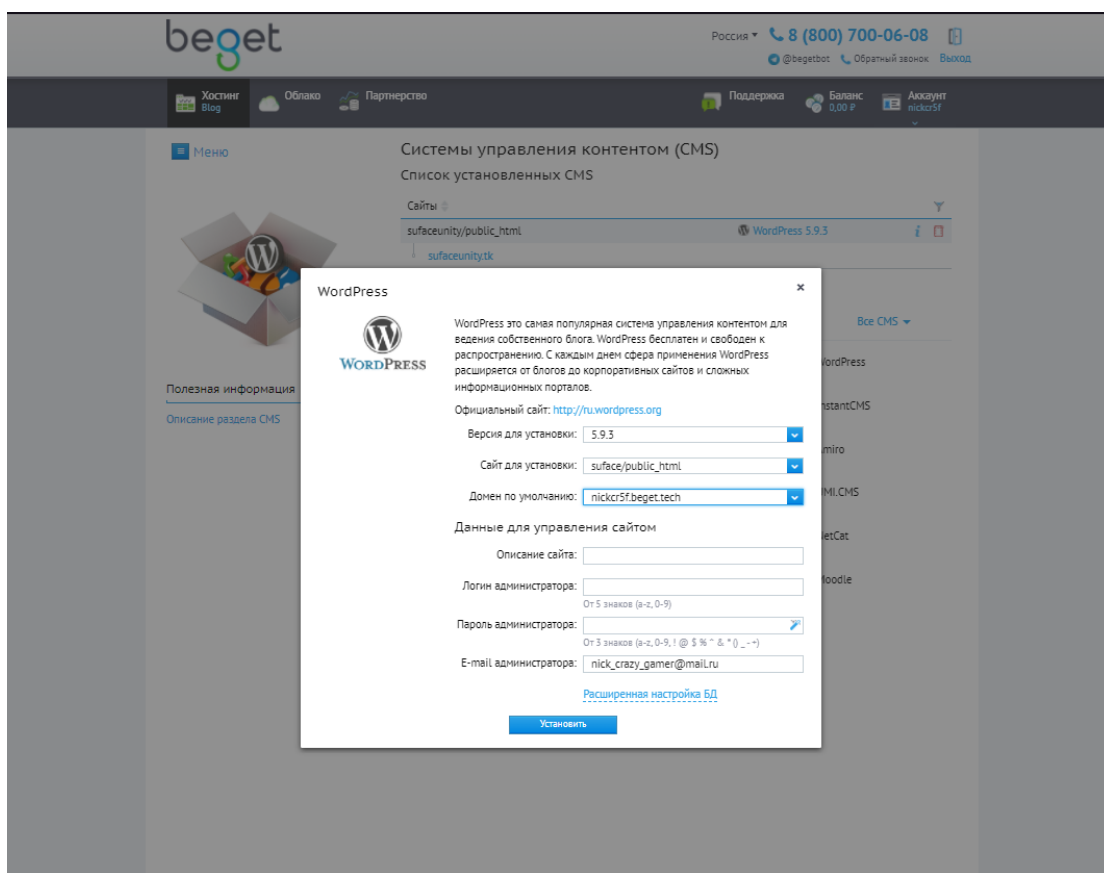 beget
Россия
8 (800) 700-06-08
@begetbot Обратный звонок Выход
Хостинг
Blog
Облако
Партнерство
Поддержка
Баланс
0,00 ₽
Аккаунт
nickcr5f
Меню
Системы управления контентом (CMS)
Список установленных CMS
Сайты
sufaceunity/public_html
WordPress 5.9.3
sufaceunity.tk
Все CMS
Полезная информация
Описание раздела CMS
WordPress
WORDPRESS
WordPress это самая популярная система управления контентом для
ведения собственного блога. WordPress бесплатен и свободен к
распространению. С каждым днем сфера применения WordPress
расширяется от блогов до корпоративных сайтов и сложных
информационных порталов.
Официальный сайт: http://ru.wordpress.org
Версия для установки: 5.9.3
Сайт для установки: suface/public_html
Домен по умолчанию: nickcr5f.beget.tech
Данные для управления сайтом
Описание сайта:
Логин администратора:
От 5 знаков (a-z, 0-9)
Пароль администратора:
От 3 знаков (a-z, 0-9, ! @ $ % ^ & * () _ - +)
E-mail администратора: nick_crazy_gamer@mail.ru
Расширенная настройка БД
Установить